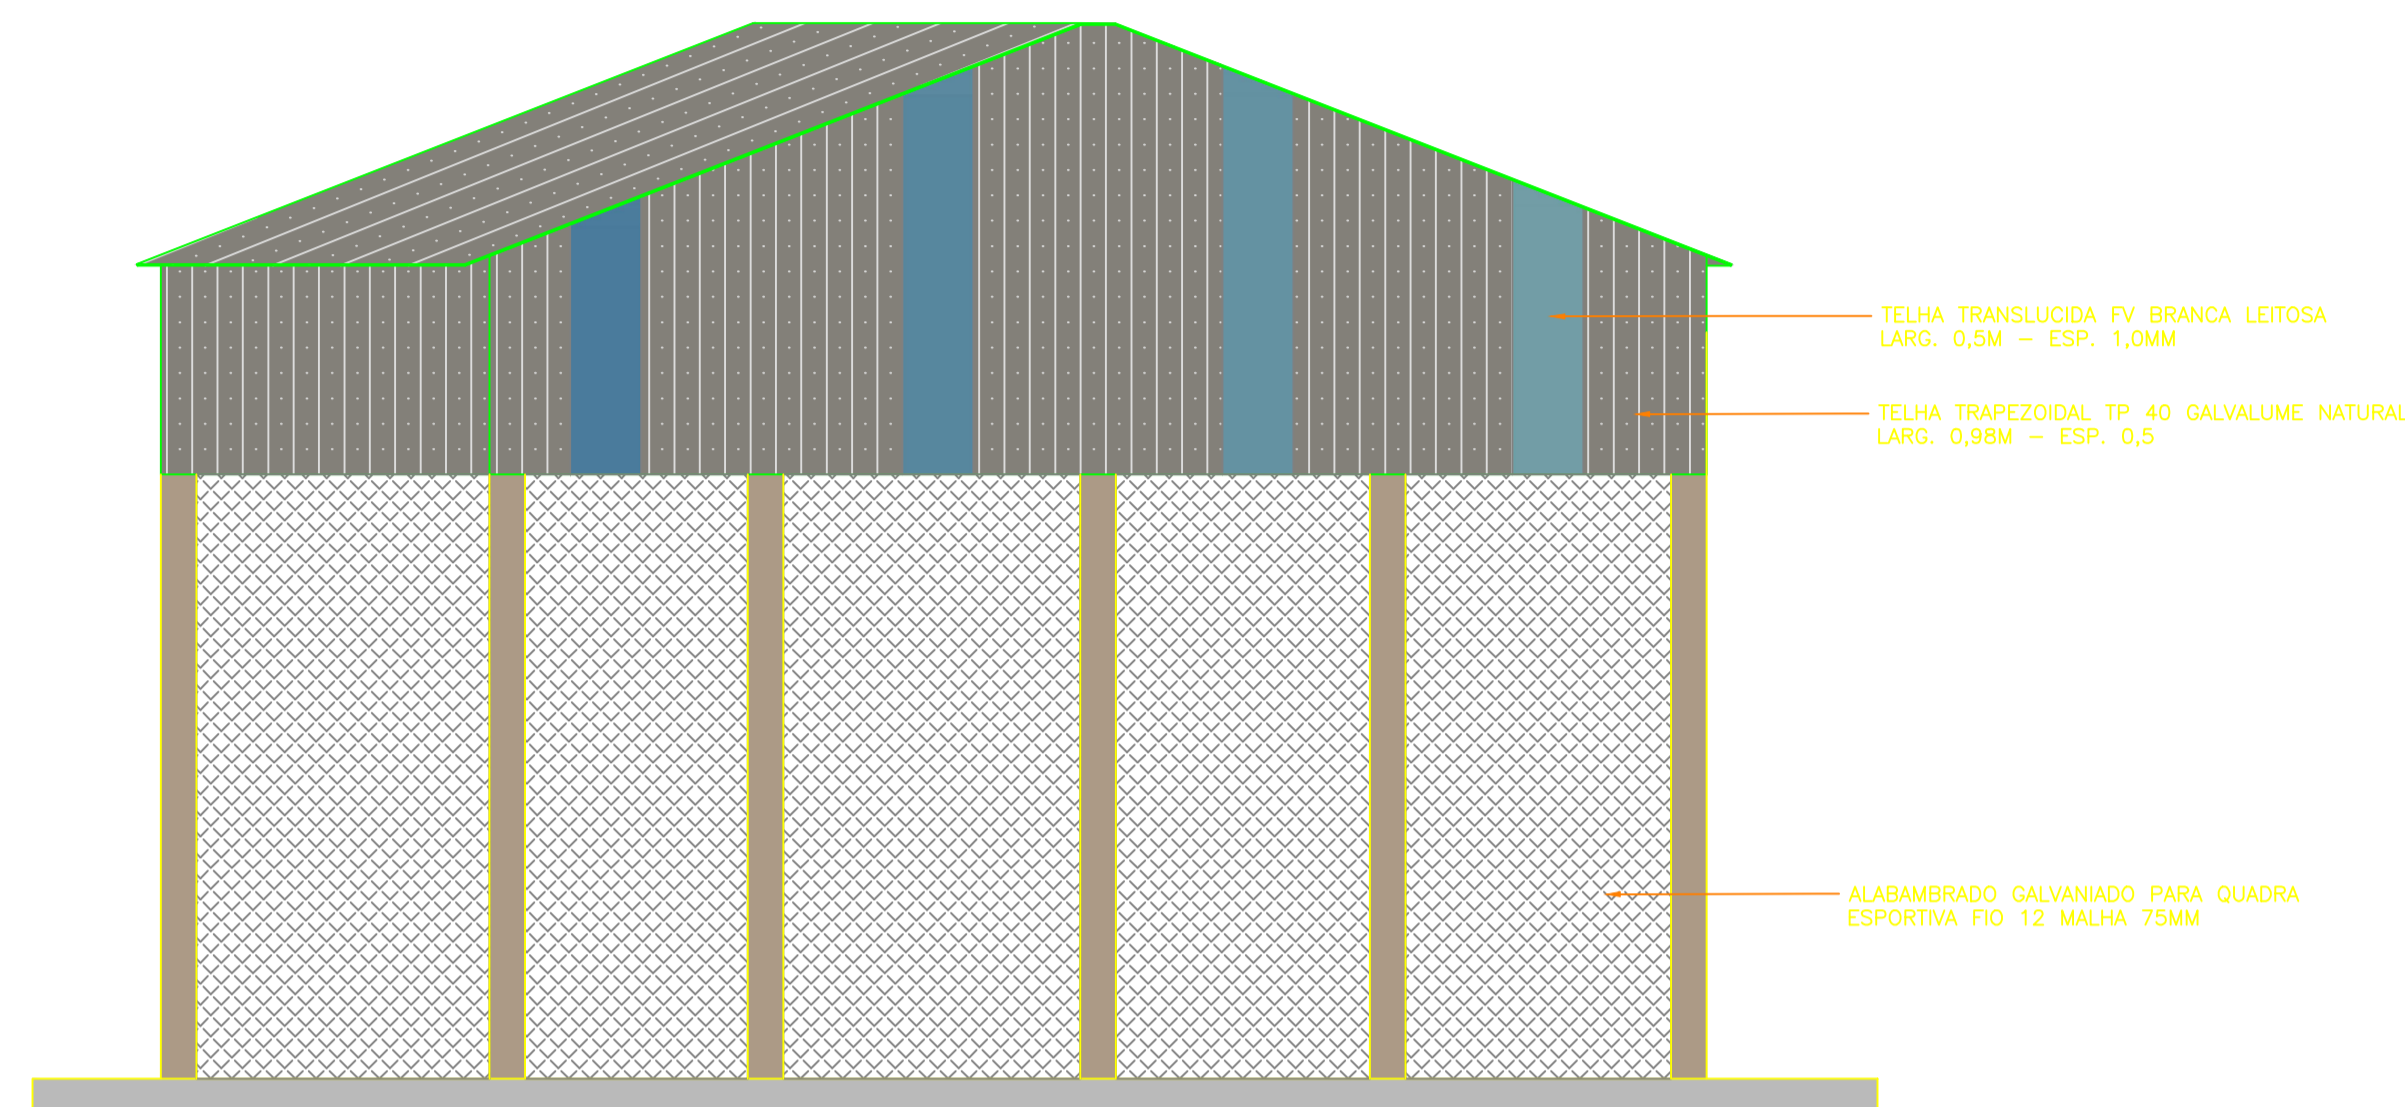 TELHA TRANSLUCIDA FV BRANCA LEITOSA
LARG. 0,5M - ESP. 1,0MM
TELHA TRAPEZOIDAL TP 40 GALVALUME NATURAL
LARG. 0,98M - ESP. 0,5
ALABAMBRADO GALVANIADO PARA QUADRA
ESPORTIVA FIO 12 MALHA 75MM